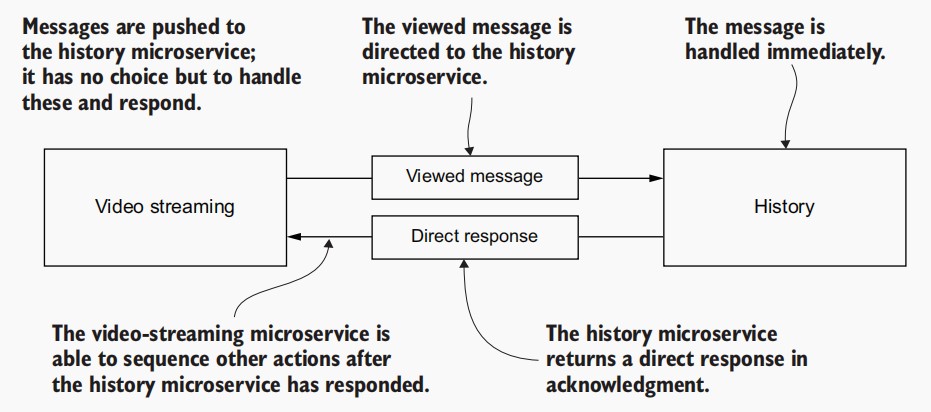 Messages are pushed to
the history microservice;
it has no choice but to handle
these and respond.
The viewed message is
directed to the history
microservice.
The message is
handled immediately.
Video streaming
Viewed message
Direct response
History
The video-streaming microservice is
able to sequence other actions after
the history microservice has responded.
The history microservice
returns a direct response in
acknowledgment.